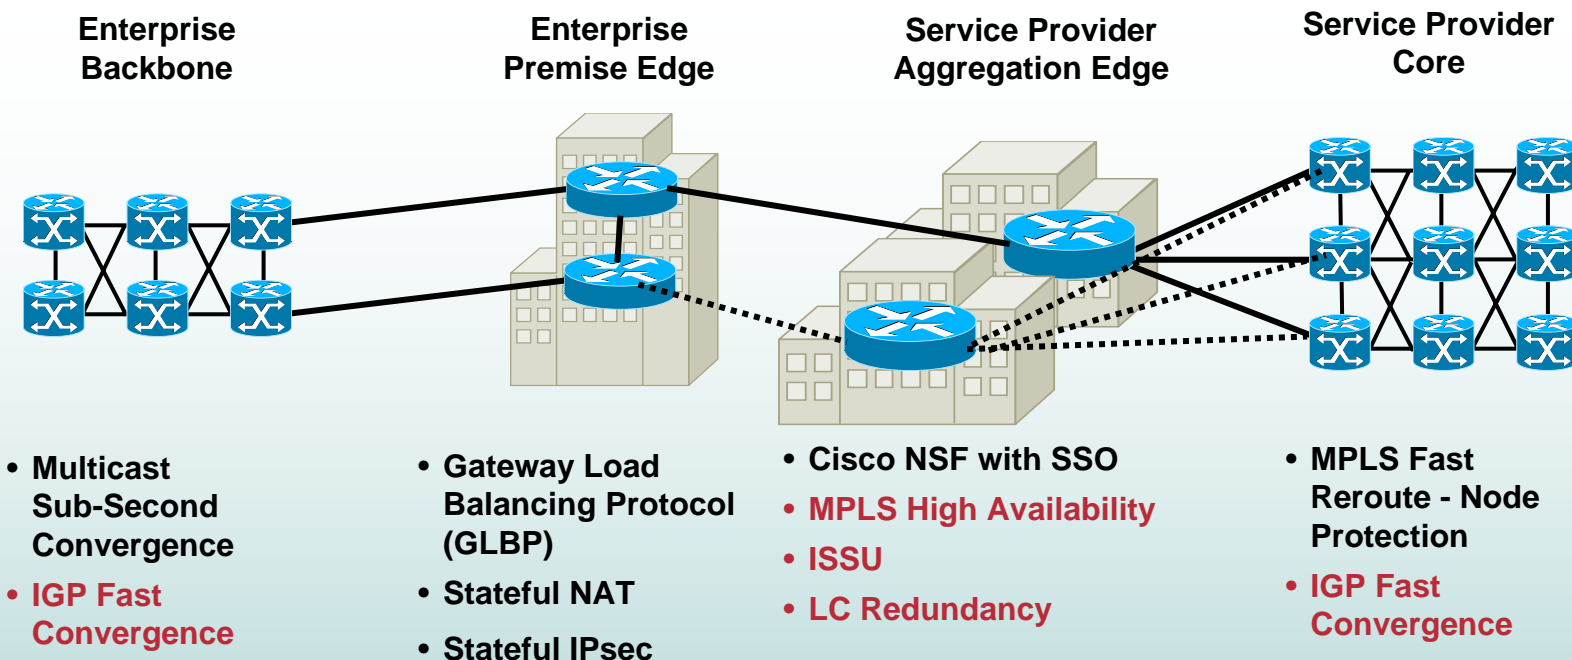 Enterprise
Backbone
Enterprise
Premise Edge
Service Provider
Aggregation Edge
Service Provider
Core
• Multicast
Sub-Second
Convergence
• IGP Fast
Convergence
• Gateway Load
Balancing Protocol
(GLBP)
• Stateful NAT
• Stateful IPsec
• Cisco NSF with SSO
• MPLS High Availability
• ISSU
• LC Redundancy
• MPLS Fast
Reroute - Node
Protection
• IGP Fast
Convergence